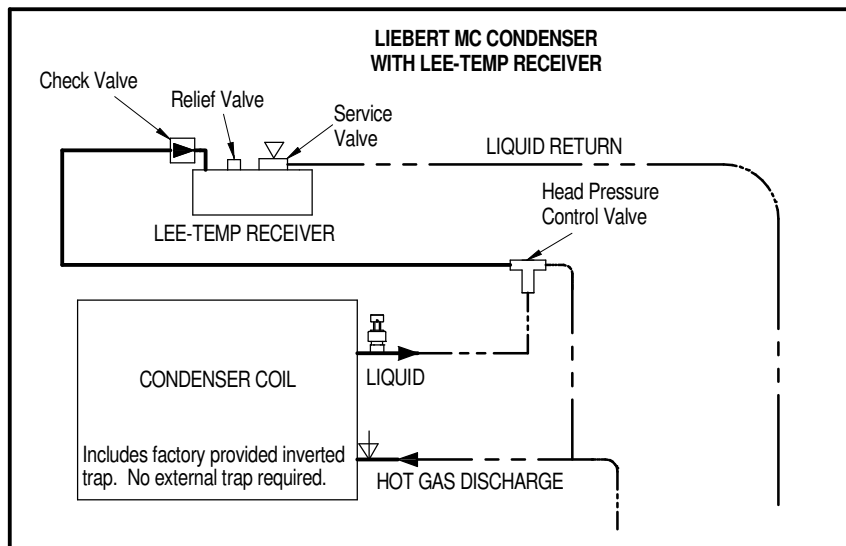 LIEBERT MC CONDENSER
WITH LEE-TEMP RECEIVER
Check Valve
Relief Valve
Service
Valve
LIQUID RETURN
Head Pressure
Control Valve
LEE-TEMP RECEIVER
CONDENSER COIL
LIQUID
Includes factory provided inverted
trap. No external trap required.
HOT GAS DISCHARGE